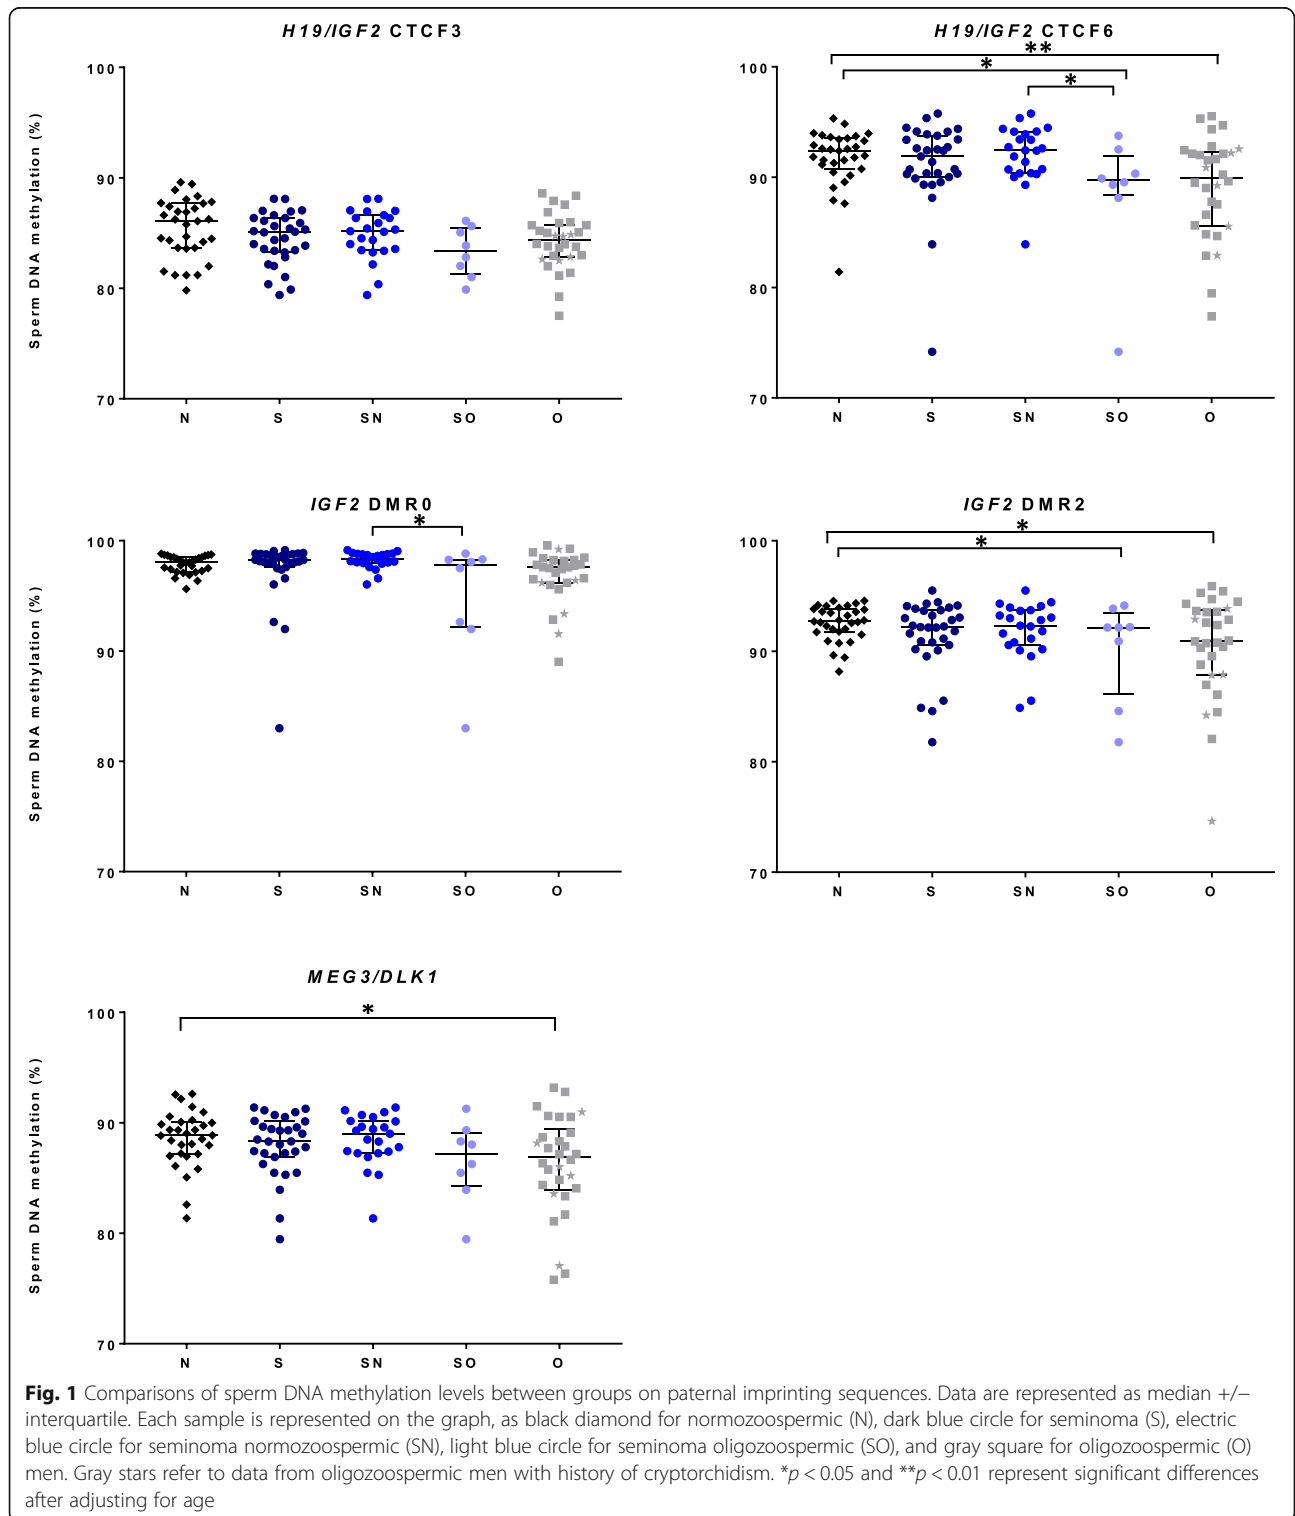 H19/IGF2 CTCF3
Sperm DNA methylation (%)
100
90
80
70
N S SN SO O
H19/IGF2 CTCF6
**
*
*
100
90
80
70
N S SN SO O
IGF2 DMR0
*
Sperm DNA methylation (%)
100
90
80
70
N S SN SO O
IGF2 DMR2
*
*
100
90
80
70
N S SN SO O
MEG3/DLK1
*
Sperm DNA methylation (%)
100
90
80
70
N S SN SO O
Fig. 1 Comparisons of sperm DNA methylation levels between groups on paternal imprinting sequences. Data are represented as median +/−
interquartile. Each sample is represented on the graph, as black diamond for normozoospermic (N), dark blue circle for seminoma (S), electric
blue circle for seminoma normozoospermic (SN), light blue circle for seminoma oligozoospermic (SO), and gray square for oligozoospermic (O)
men. Gray stars refer to data from oligozoospermic men with history of cryptorchidism. *p < 0.05 and **p < 0.01 represent significant differences
after adjusting for age